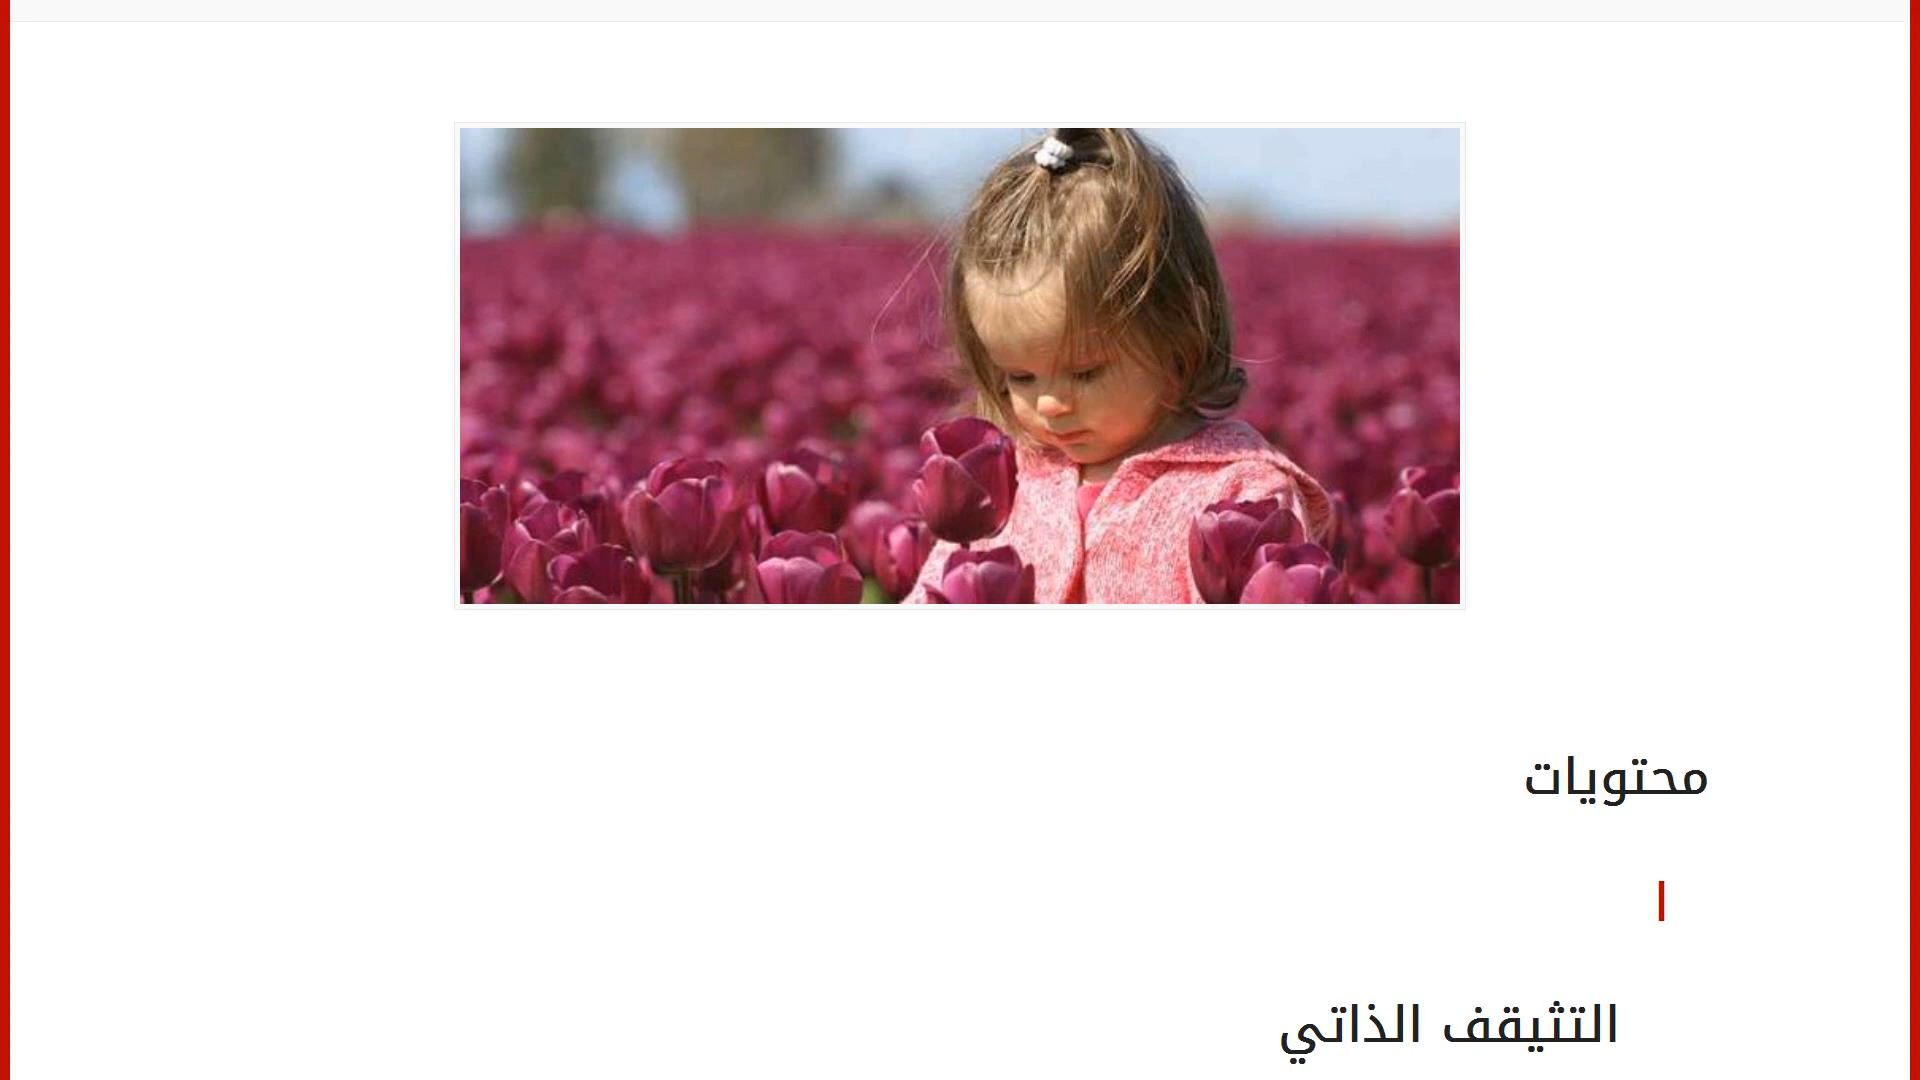 محتويات
ا
التثيقف الذاتي